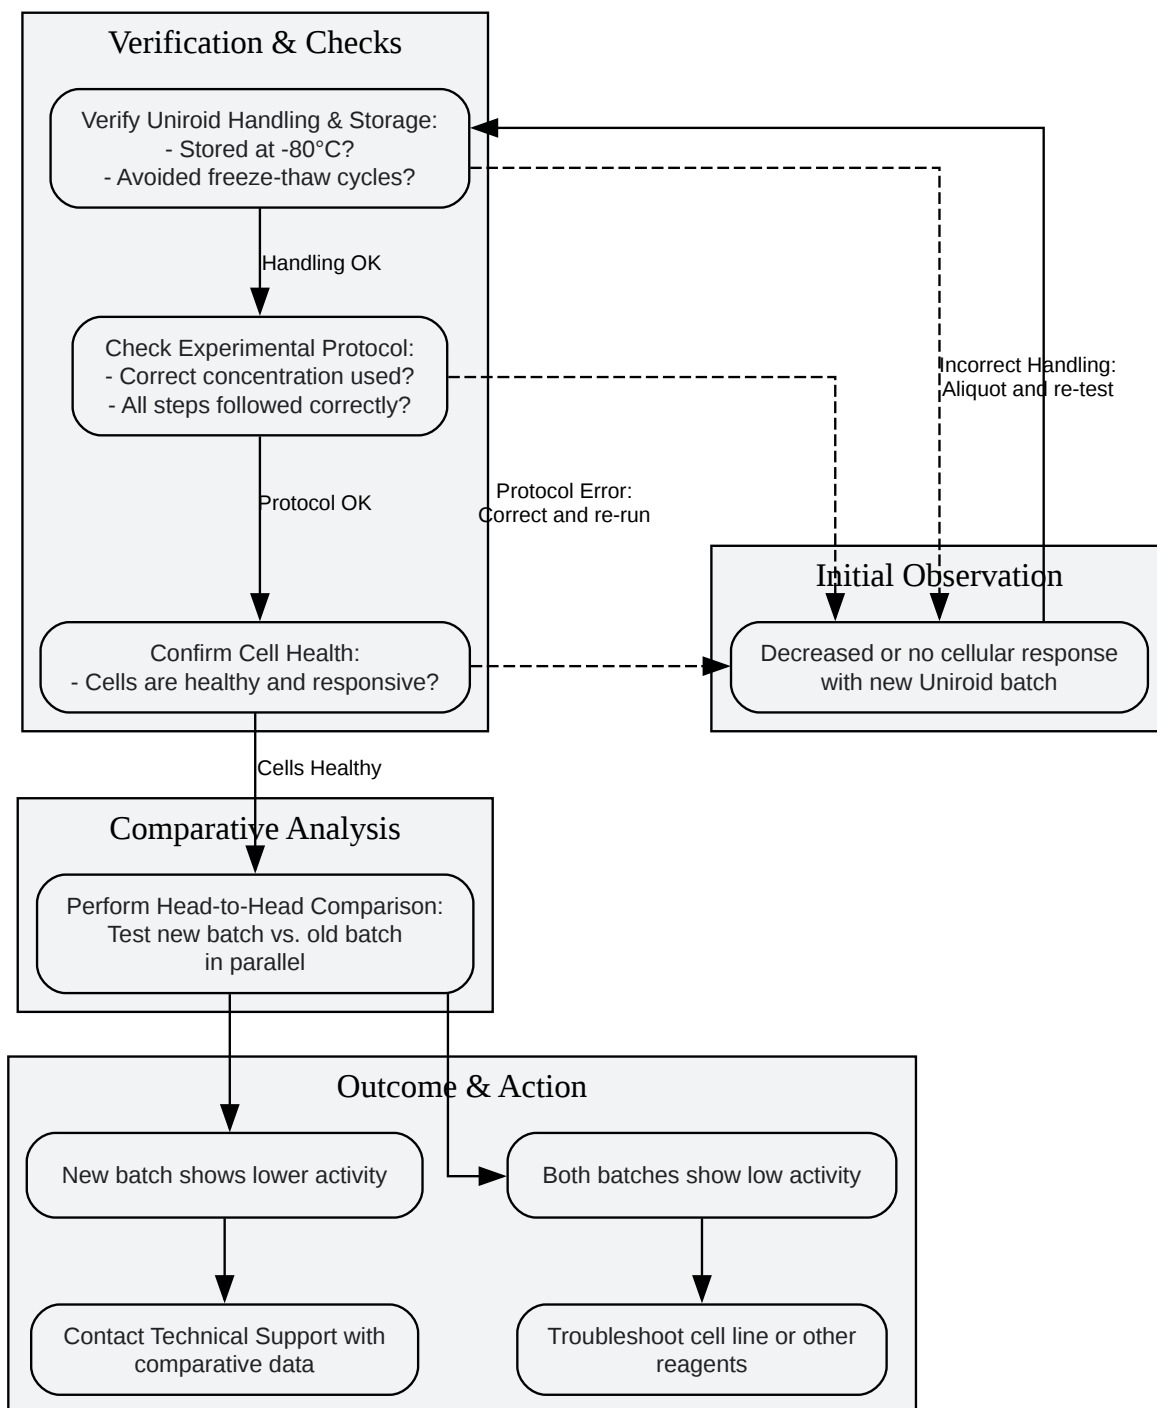 Verification & Checks
Verify Uniroid Handling & Storage:
- Stored at -80°C?
- Avoided freeze-thaw cycles?
Handling OK
Check Experimental Protocol:
- Correct concentration used?
- All steps followed correctly?
Incorrect Handling:
Aliquot and re-test
Protocol OK
Protocol Error:
Correct and re-run
Initial Observation
Confirm Cell Health:
- Cells are healthy and responsive?
Decreased or no cellular response
with new Uniroid batch
Cells Healthy
Comparative Analysis
Perform Head-to-Head Comparison:
Test new batch vs. old batch
in parallel
Outcome & Action
New batch shows lower activity
Both batches show low activity
Contact Technical Support with
comparative data
Troubleshoot cell line or other
reagents